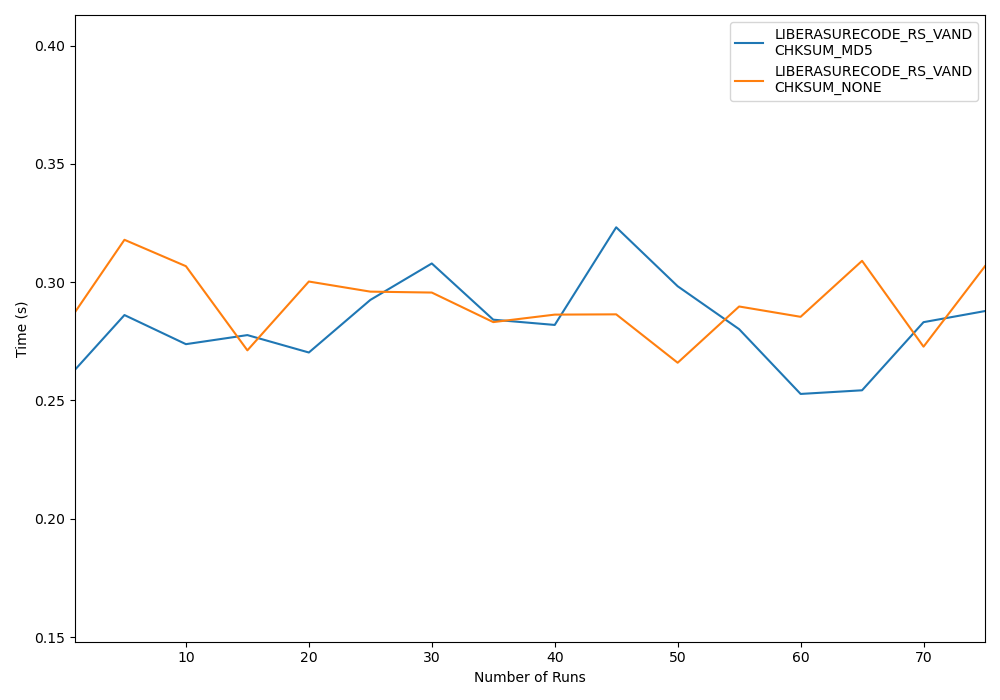 LIBERASURECODE_RS_VAND
CHKSUM_MD5
LIBERASURECODE_RS_VAND
CHKSUM_NONE
0.40
0.35
0.30
0.25
0.20
0.15
Time (s)
10 20 30 40 50 60 70
Number of Runs